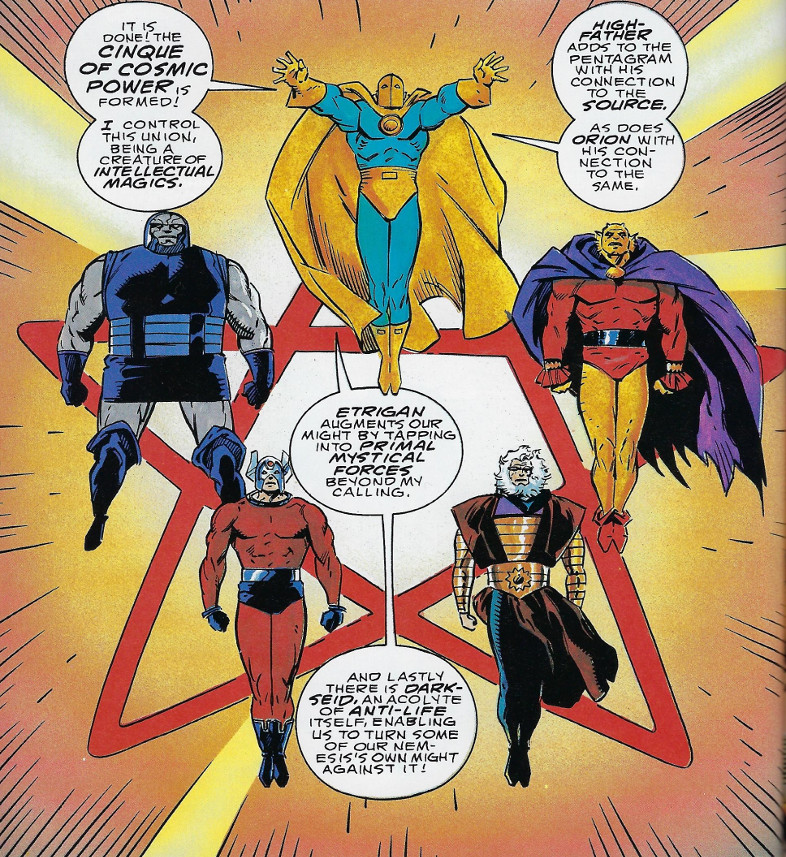 IT IS
DONE! THE
CINQUE
OF COSMIC
POWER IS
FORMED!
I CONTROL
THIS UNION,
BEING A
CREATURE OF
INTELLECTUAL
MAGICS.
HIGH-
FATHER
ADDS TO THE
PENTAGRAM
WITH HIS
CONNECTION
TO THE
SOURCE.
AS DOES
ORION WITH
HIS CON-
NECTION
TO THE
SAME.
ETRIGAN
AUGMENTS OUR
MIGHT BY TAPPING
INTO PRIMAL
MYSTICAL
FORCES
BEYOND MY
CALLING.
AND LASTLY
THERE IS DARK-
SEID, AN ACOLYTE
OF ANTI-LIFE
ITSELF, ENABLING
US TO TURN SOME
OF OUR NEM-
ESIS'S OWN MIGHT
AGAINST IT!